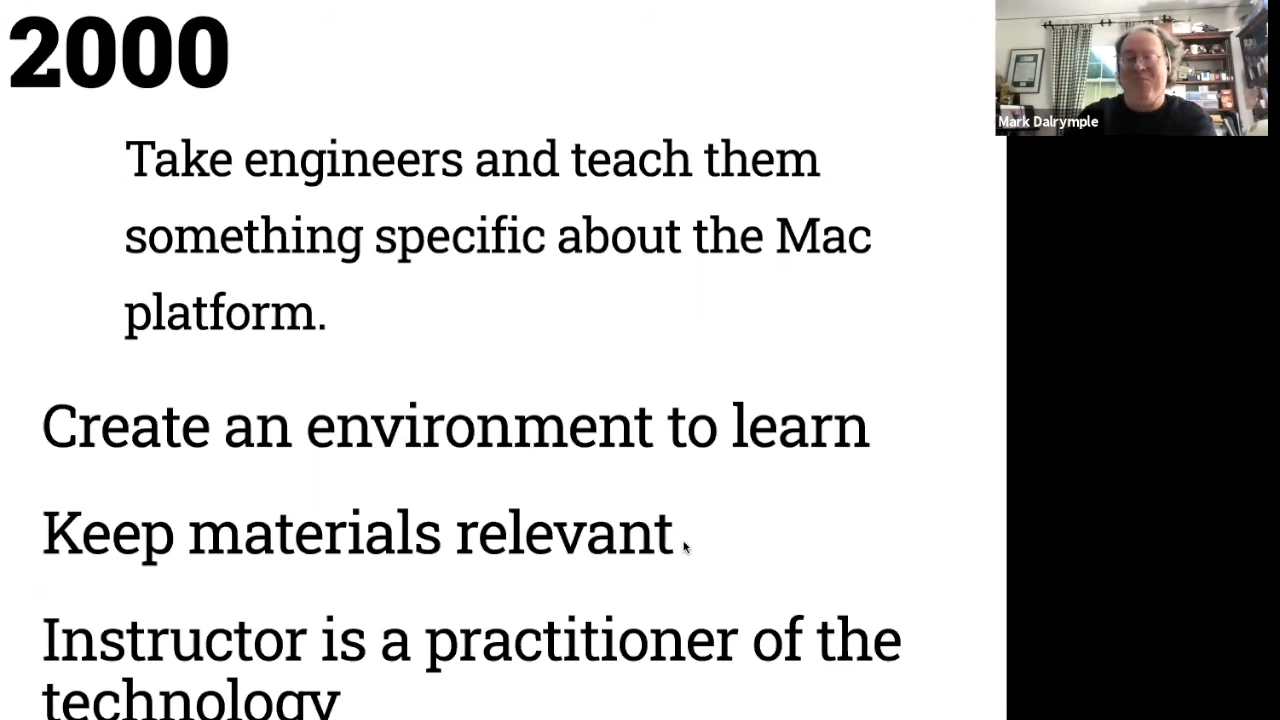 2000
Take engineers and teach them
something specific about the Mac
platform.
Create an environment to learn
Keep materials relevant
Instructor is a practitioner of the
technology
Mark Dalrymple